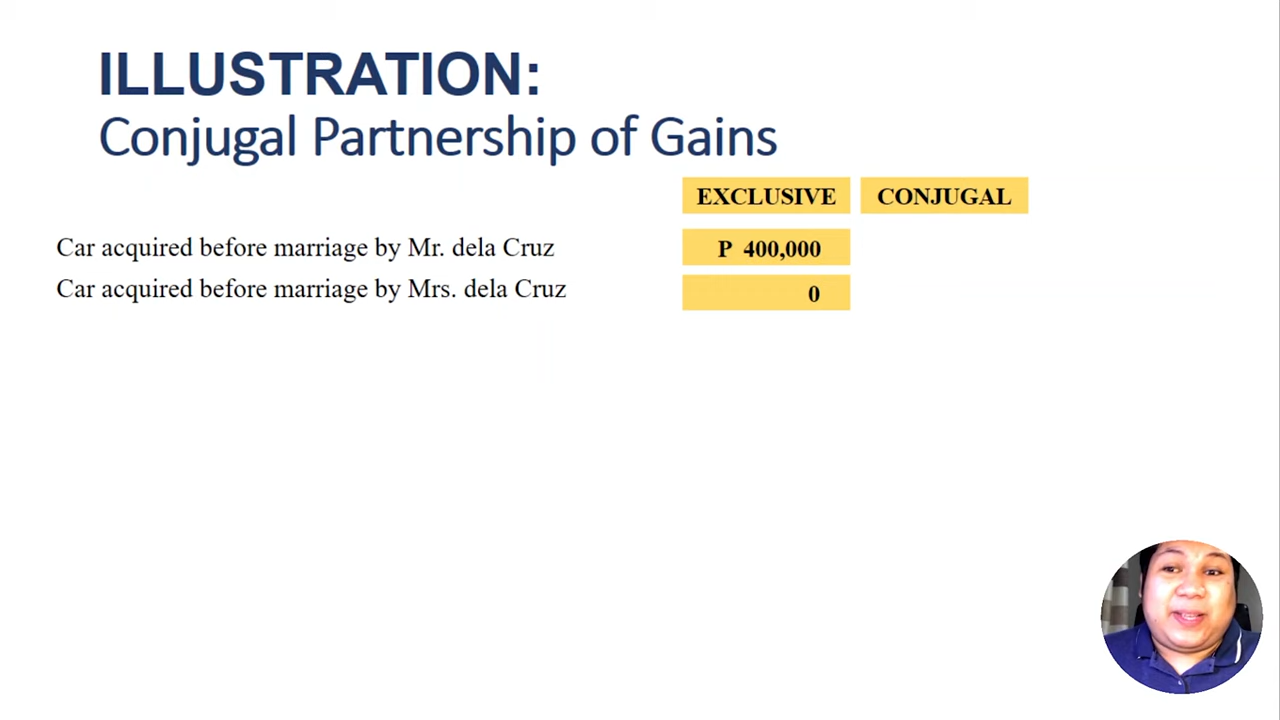 ILLUSTRATION:
Conjugal Partnership of Gains
EXCLUSIVE CONJUGAL
Car acquired before marriage by Mr. dela Cruz P 400,000
Car acquired before marriage by Mrs. dela Cruz 0